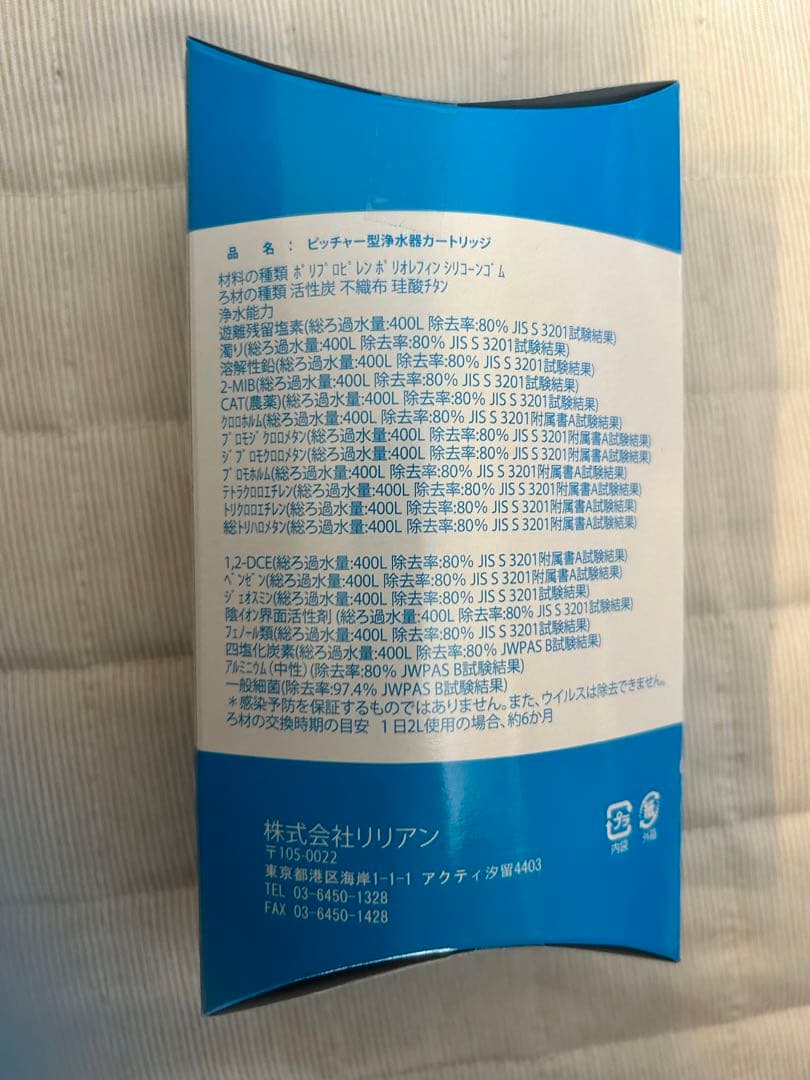 品 名 : ピッチャー型浄水器カートリッジ
材料の種類 ﾎﾟﾘﾌﾟﾛﾋﾟﾚﾝ ﾎﾟﾘｵﾚﾌｨﾝ ｼﾘｺｰﾝｺﾞﾑ
ろ材の種類 活性炭 不織布 珪酸ﾁﾀﾝ
浄水能力
遊離残留塩素(総ろ過水量:400L 除去率:80% JIS S 3201試験結果)
濁り(総ろ過水量:400L 除去率:80% JIS S 3201試験結果)
溶解性鉛(総ろ過水量:400L 除去率:80% JIS S 3201試験結果)
2-MIB(総ろ過水量:400L 除去率:80% JIS S 3201試験結果)
CAT(農薬)(総ろ過水量:400L 除去率:80% JIS S 3201試験結果)
ｸﾛﾛﾎﾙﾑ(総ろ過水量:400L 除去率:80% JIS S 3201附属書A試験結果)
ﾌﾞﾛﾓｼﾞｸﾛﾛﾒﾀﾝ(総ろ過水量:400L 除去率:80% JIS S 3201附属書A試験結果)
ｼﾞﾌﾞﾛﾓｸﾛﾛﾒﾀﾝ(総ろ過水量:400L 除去率:80% JIS S 3201附属書A試験結果)
ﾌﾞﾛﾓﾎﾙﾑ(総ろ過水量:400L 除去率:80% JIS S 3201附属書A試験結果)
ﾃﾄﾗｸﾛﾛｴﾁﾚﾝ(総ろ過水量:400L 除去率:80% JIS S 3201附属書A試験結果)
ﾄﾘｸﾛﾛｴﾁﾚﾝ(総ろ過水量:400L 除去率:80% JIS S 3201附属書A試験結果)
総ﾄﾘﾊﾛﾒﾀﾝ(総ろ過水量:400L 除去率:80% JIS S 3201附属書A試験結果)
1,2-DCE(総ろ過水量:400L 除去率:80% JIS S 3201附属書A試験結果)
ﾍﾞﾝｾﾞﾝ(総ろ過水量:400L 除去率:80% JIS S 3201附属書A試験結果)
ｼﾞｪｵｽﾐﾝ(総ろ過水量:400L 除去率:80% JIS S 3201試験結果)
陰ｲｵﾝ界面活性剤 (総ろ過水量:400L 除去率:80% JIS S 3201試験結果)
ﾌｪﾉｰﾙ類(総ろ過水量:400L 除去率:80% JIS S 3201試験結果)
四塩化炭素(総ろ過水量:400L 除去率:80% JWPAS B試験結果)
ｱﾙﾐﾆｳﾑ(中性)(除去率:80% JWPAS B試験結果)
一般細菌(除去率:97.4% JWPAS B試験結果)
＊感染予防を保証するものではありません。また、ウイルスは除去できません。
ろ材の交換時期の目安 1日2L使用の場合、約6か月
株式会社リリアン
〒105-0022
東京都港区海岸1-1-1 アクティ汐留4403
TEL 03-6450-1328
FAX 03-6450-1428
プラ
内袋
紙
外箱